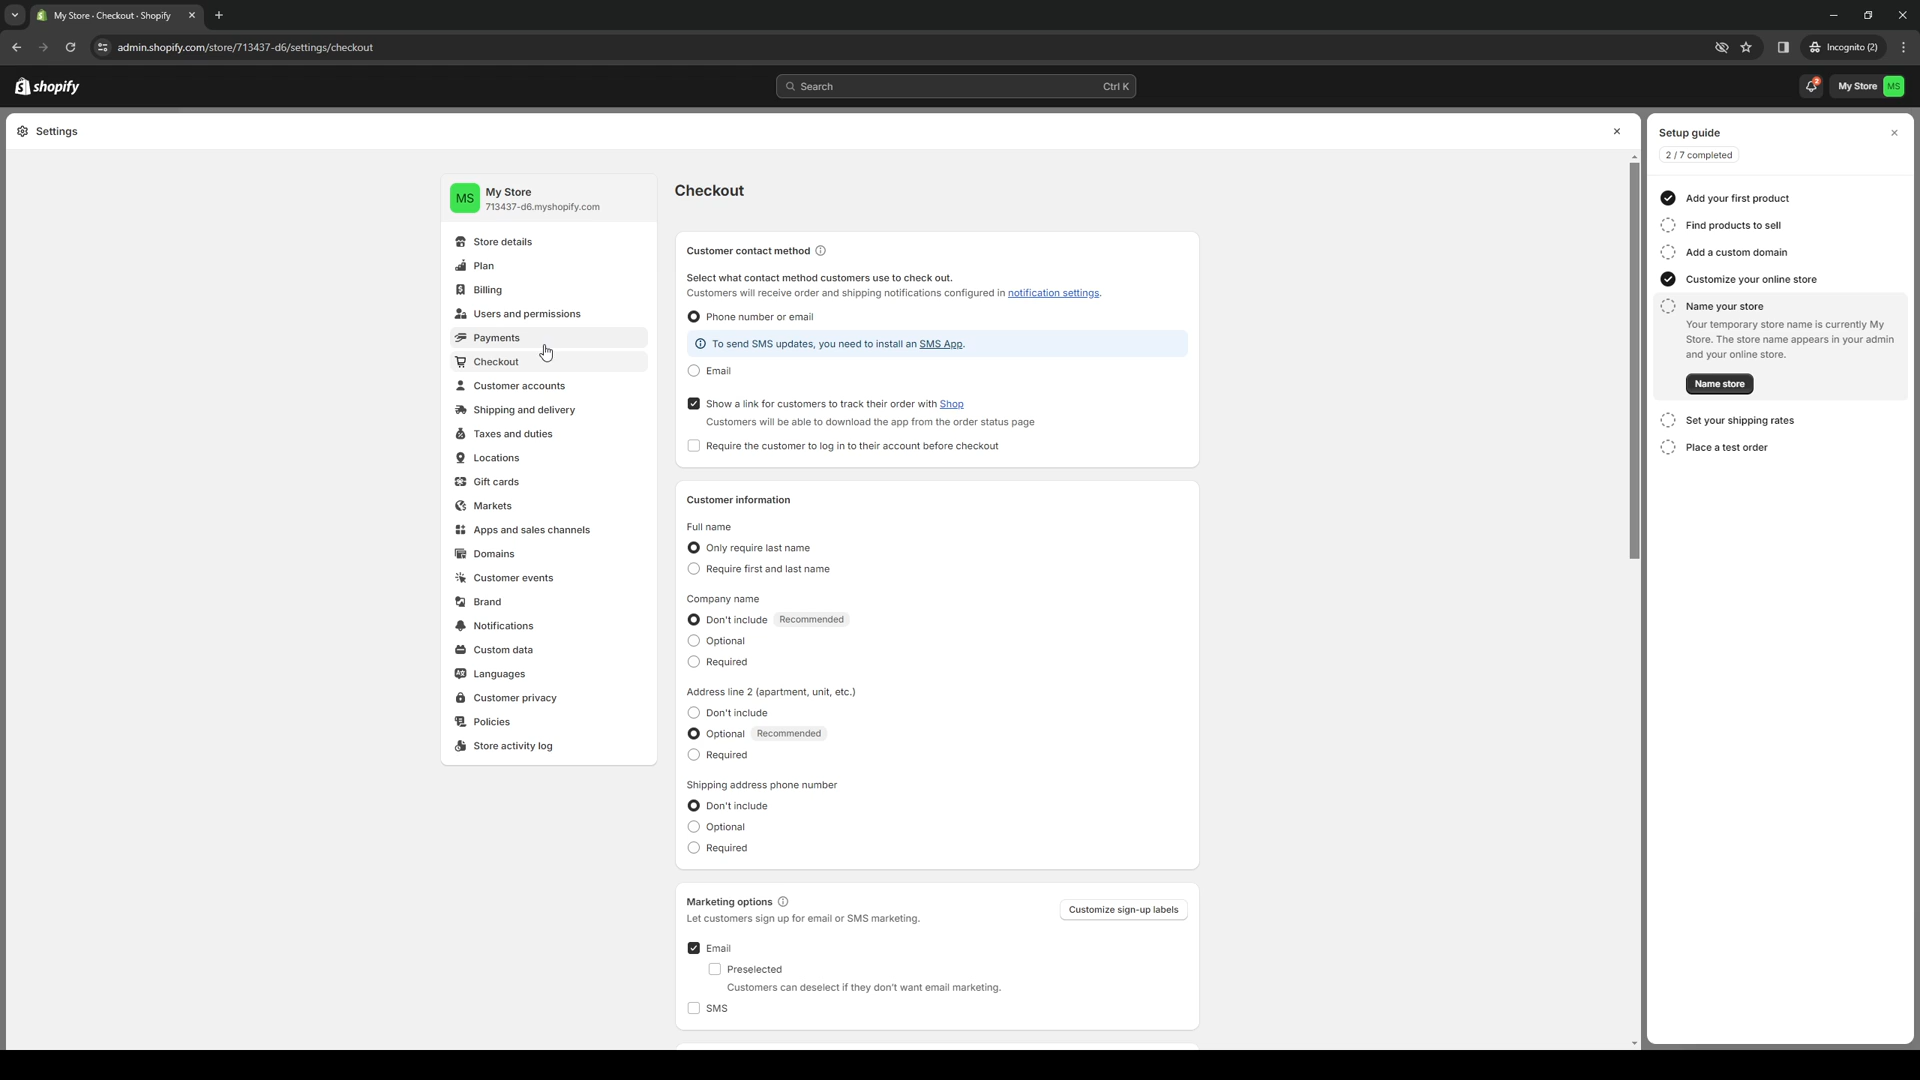 My Store · Checkout · Shopify
admin.shopify.com/store/713437-d6/settings/checkout
Incognito (2)
shopify
Search
Ctrl K
2
My Store
MS
Settings
MS
My Store
713437-d6.myshopify.com
Store details
Plan
Billing
Users and permissions
Payments
Checkout
Customer accounts
Shipping and delivery
Taxes and duties
Locations
Gift cards
Markets
Apps and sales channels
Domains
Customer events
Brand
Notifications
Custom data
Languages
Customer privacy
Policies
Store activity log
Checkout
Customer contact method
Select what contact method customers use to check out.
Customers will receive order and shipping notifications configured in notification settings.
Phone number or email
To send SMS updates, you need to install an SMS App.
Email
Show a link for customers to track their order with Shop
Customers will be able to download the app from the order status page
Require the customer to log in to their account before checkout
Customer information
Full name
Only require last name
Require first and last name
Company name
Don't include Recommended
Optional
Required
Address line 2 (apartment, unit, etc.)
Don't include
Optional Recommended
Required
Shipping address phone number
Don't include
Optional
Required
Marketing options
Let customers sign up for email or SMS marketing.
Customize sign-up labels
Email
Preselected
Customers can deselect if they don't want email marketing.
SMS
Setup guide
2 / 7 completed
Add your first product
Find products to sell
Add a custom domain
Customize your online store
Name your store
Your temporary store name is currently My
Store. The store name appears in your admin
and your online store.
Name store
Set your shipping rates
Place a test order